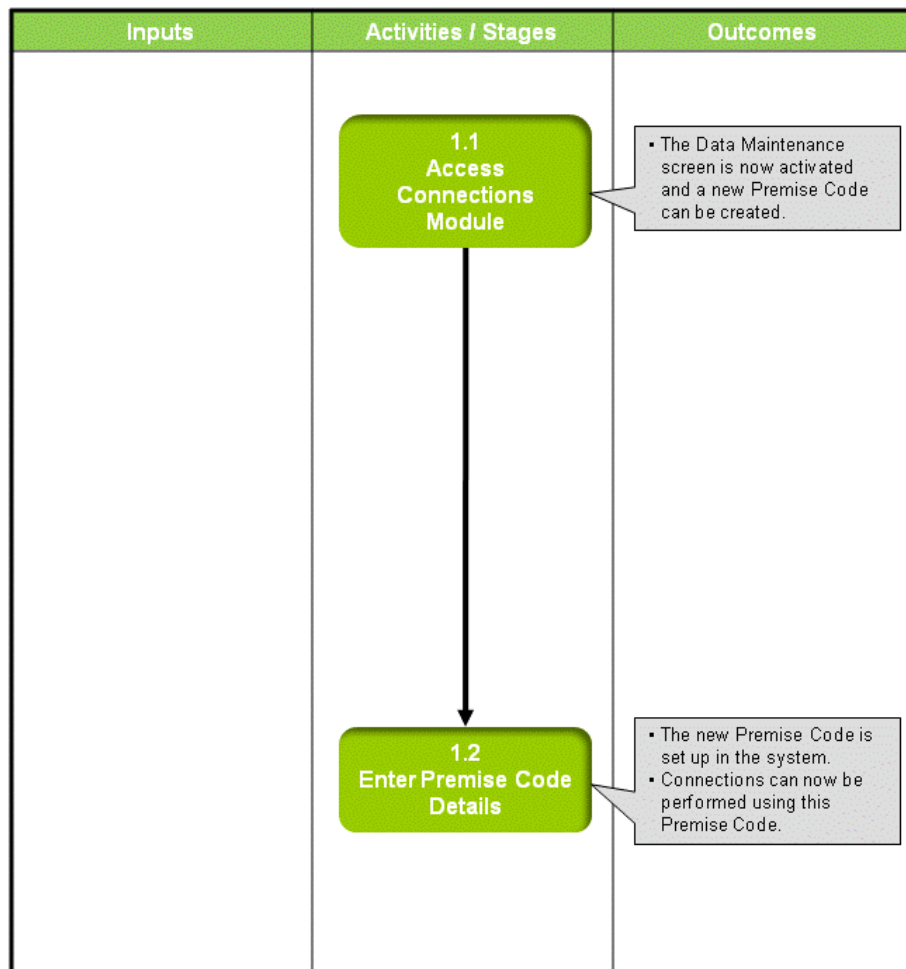 Inputs
Activities / Stages
Outcomes
1.1
Access
Connections
Module
▪ The Data Maintenance
screen is now activated
and a new Premise Code
can be created.
1.2
Enter Premise Code
Details
▪ The new Premise Code is
set up in the system.
▪ Connections can now be
performed using this
Premise Code.